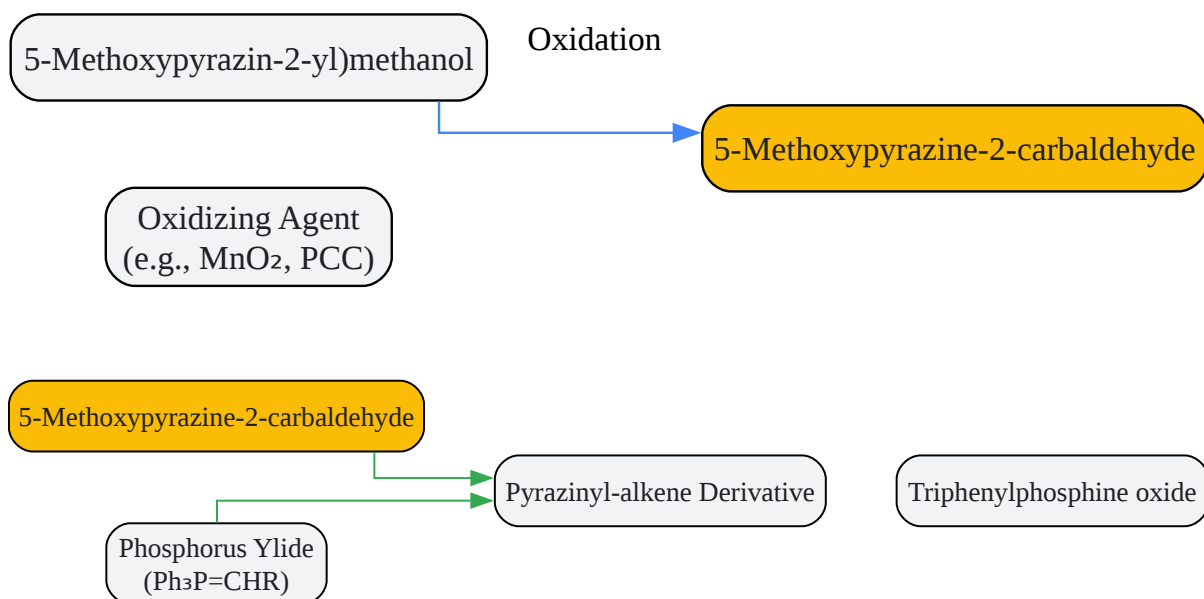 5-Methoxypyrazin-2-yl)methanol
Oxidation
5-Methoxypyrazine-2-carbaldehyde
Oxidizing Agent
(e.g., MnO₂, PCC)
5-Methoxypyrazine-2-carbaldehyde
Pyrazinyl-alkene Derivative
Triphenylphosphine oxide
Phosphorus Ylide
(Ph₃P=CHR)